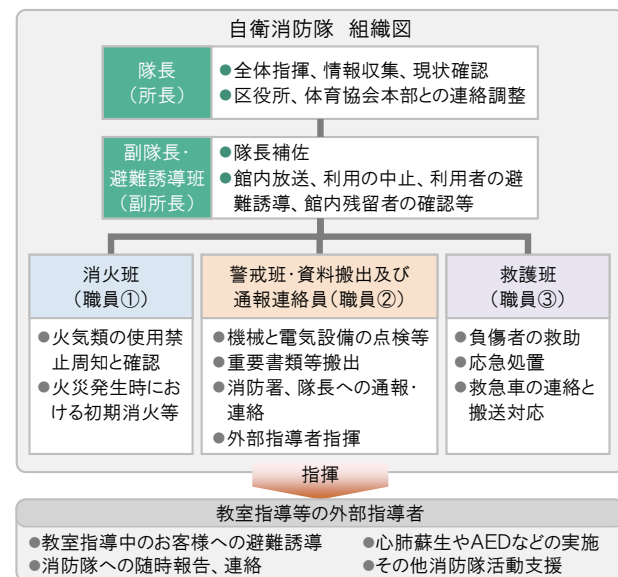 自衛消防隊 組織図
隊長
(所長)
●全体指揮、情報収集、現状確認
●区役所、体育協会本部との連絡調整
副隊長・
避難誘導班
(副所長)
●隊長補佐
●館内放送、利用の中止、利用者の避
難誘導、館内残留者の確認等
消火班
(職員①)
●火気類の使用禁
止周知と確認
●火災発生時にお
ける初期消火等
警戒班・資料搬出及び
通報連絡員(職員②)
●機械と電気設備の点検等
●重要書類等搬出
●消防署、隊長への通報・
連絡
●外部指導者指揮
救護班
(職員③)
●負傷者の救助
●応急処置
●救急車の連絡と
搬送対応
指揮
教室指導等の外部指導者
●教室指導中のお客様への避難誘導
●消防隊への随時報告、連絡
●心肺蘇生やAEDなどの実施
●その他消防隊活動支援